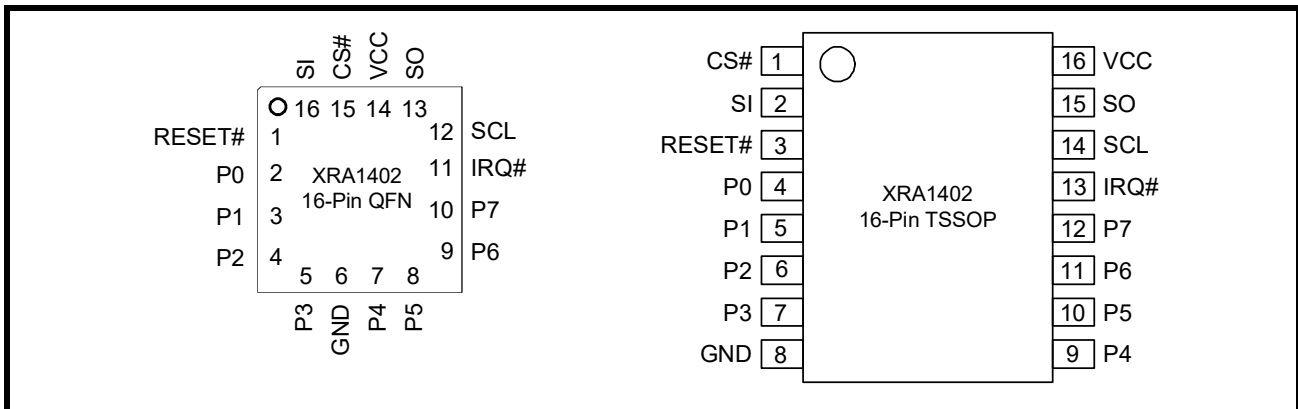 SI CS# VCC SO
16 15 14 13
RESET# 1 12 SCL
P0 2 11 IRQ#
XRA1402
16-Pin QFN
P1 3 10 P7
P2 4 9 P6
5 6 7 8
P3 GND P4 P5
CS# 1 16 VCC
SI 2 15 SO
RESET# 3 14 SCL
P0 4 13 IRQ#
XRA1402
16-Pin TSSOP
P1 5 12 P7
P2 6 11 P6
P3 7 10 P5
GND 8 9 P4